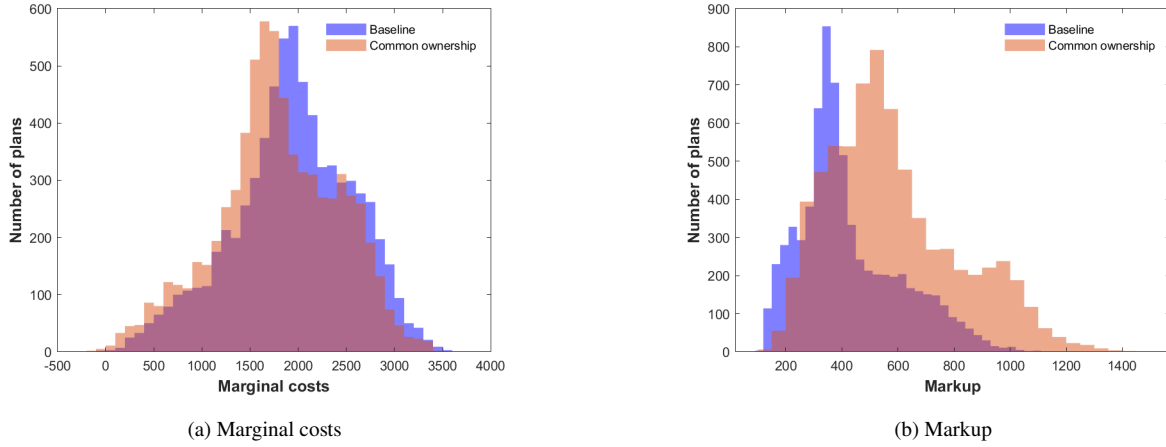 600
500
400
300
200
100
0
Number of plans
-500 0 500 1000 1500 2000 2500 3000 3500 4000
Marginal costs
Baseline
Common ownership
(a) Marginal costs
900
800
700
600
500
400
300
200
100
0
Number of plans
200 400 600 800 1000 1200 1400
Markup
Baseline
Common ownership
(b) Markup